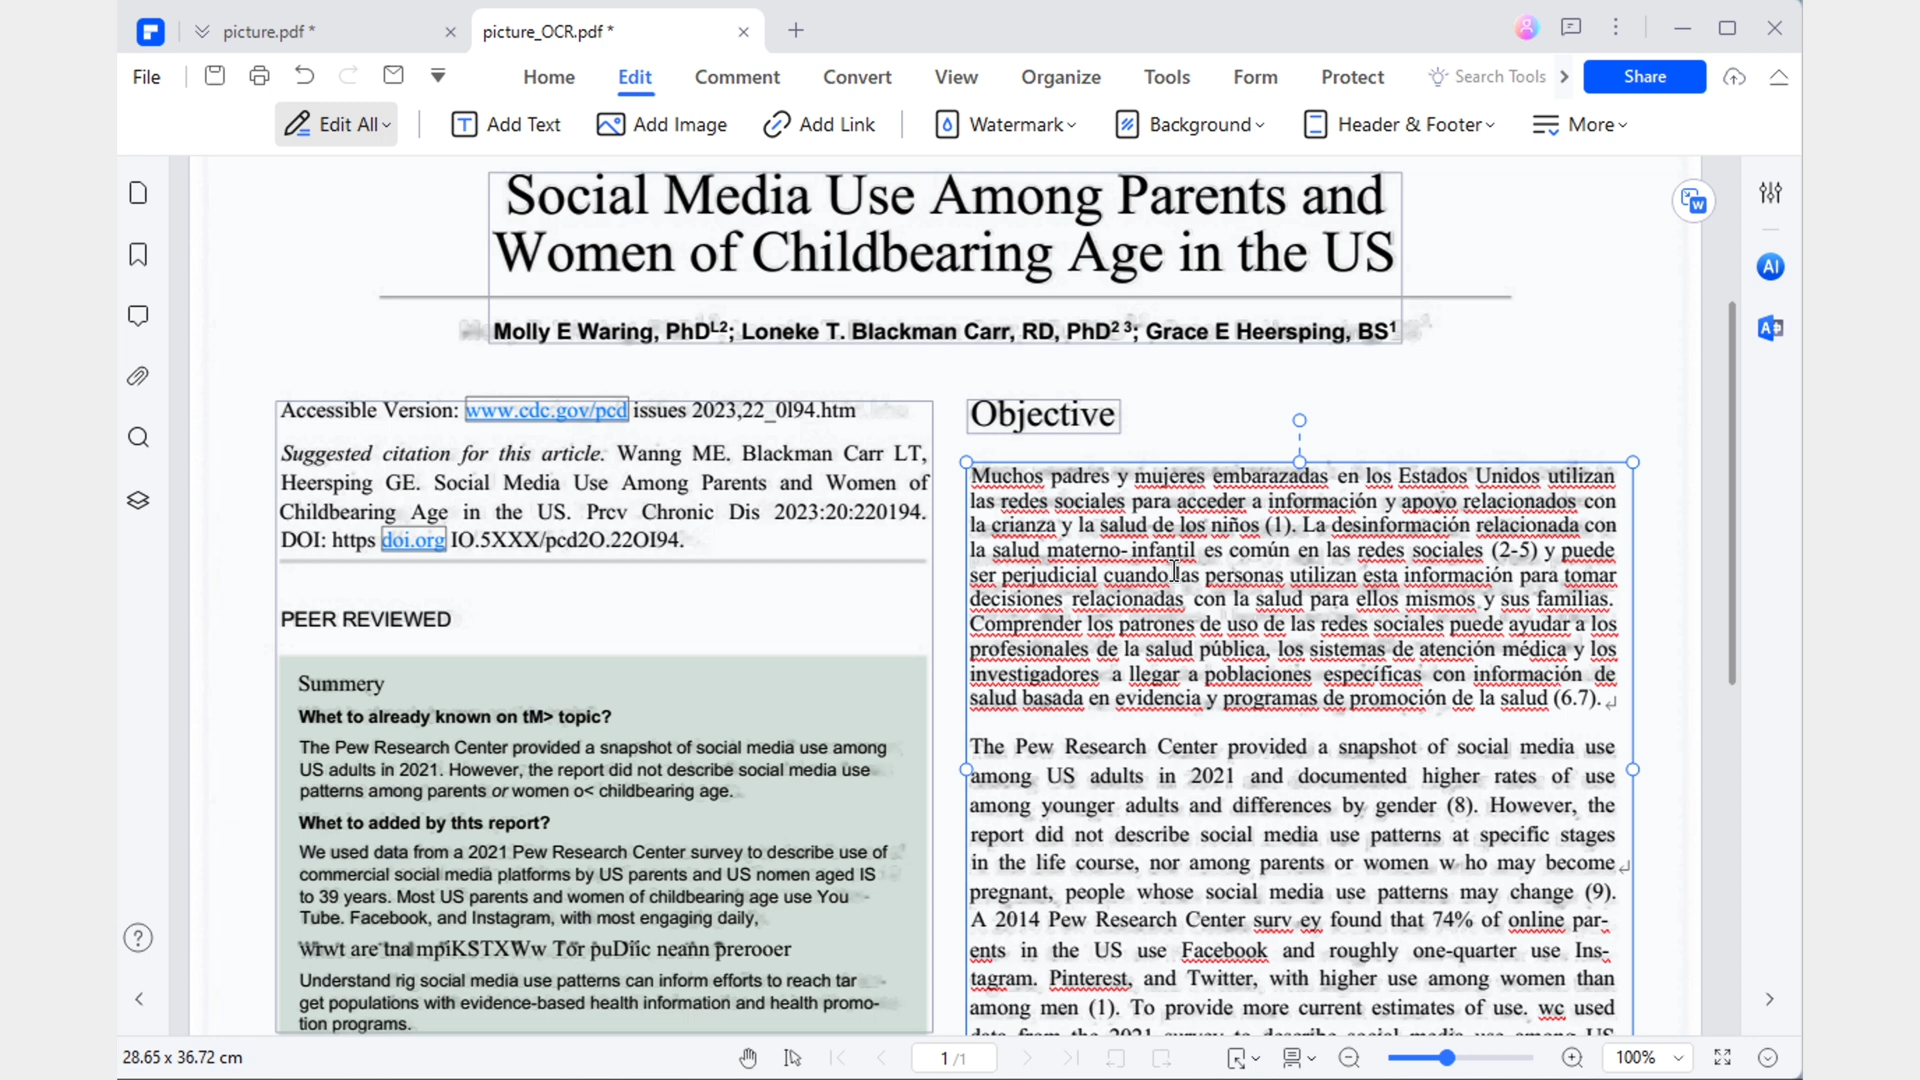 picture.pdf *
picture_OCR.pdf *
File
Home
Edit
Comment
Convert
View
Organize
Tools
Form
Protect
Search Tools
Share
Edit All
Add Text
Add Image
Add Link
Watermark
Background
Header & Footer
More
Social Media Use Among Parents and
Women of Childbearing Age in the US
Molly E Waring, PhDL2; Loneke T. Blackman Carr, RD, PhD2 3; Grace E Heersping, BS1
Accessible Version: www.cdc.gov/pcd issues 2023,22_0l94.htm
Suggested citation for this article. Wanng ME. Blackman Carr LT,
Heersping GE. Social Media Use Among Parents and Women of
Childbearing Age in the US. Prcv Chronic Dis 2023:20:220194.
DOI: https doi.org IO.5XXX/pcd2O.22OI94.
PEER REVIEWED
Summery
What to already known on tM> topic?
The Pew Research Center provided a snapshot of social media use among
US adults in 2021. However, the report did not describe social media use
patterns among parents or women o< childbearing age.
What to added by thts report?
We used data from a 2021 Pew Research Center survey to describe use of
commercial social media platforms by US parents and US nomen aged IS
to 39 years. Most US parents and women of childbearing age use You
Tube. Facebook, and Instagram, with most engaging daily,
wrwt are tnal mpiKSTXWw Tor puDiic neann prerooer
Understand rig social media use patterns can inform efforts to reach tar
get populations with evidence-based health information and health promo-
tion programs.
Objective
Muchos padres y mujeres embarazadas en los Estados Unidos utilizan
las redes sociales para acceder a información y apoyo relacionados con
la crianza y la salud de los niños (1). La desinformación relacionada con
la salud materno-infantil es común en las redes sociales (2-5) y puede
ser perjudicial cuando las personas utilizan esta información para tomar
decisiones relacionadas con la salud para ellos mismos y sus familias.
Comprender los patrones de uso de las redes sociales puede ayudar a los
profesionales de la salud pública, los sistemas de atención médica y los
investigadores a llegar a poblaciones específicas con información de
salud basada en evidencia y programas de promoción de la salud (6.7).
The Pew Research Center provided a snapshot of social media use
among US adults in 2021 and documented higher rates of use
among younger adults and differences by gender (8). However, the
report did not describe social media use patterns at specific stages
in the life course, nor among parents or women w ho may become
pregnant, people whose social media use patterns may change (9).
A 2014 Pew Research Center surv ey found that 74% of online par-
ents in the US use Facebook and roughly one-quarter use Ins-
tagram. Pinterest, and Twitter, with higher use among women than
among men (1). To provide more current estimates of use. wc used
28.65 x 36.72 cm
1 /1
100%